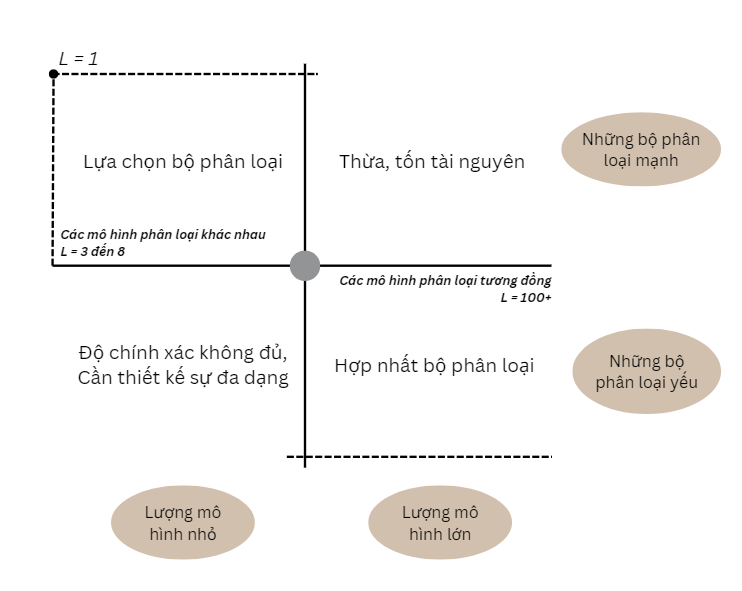 L = 1
Lựa chọn bộ phân loại
Thừa, tốn tài nguyên
Những bộ phân
loại mạnh
Các mô hình phân loại khác nhau
L = 3 đến 8
Các mô hình phân loại tương đồng
L = 100+
Độ chính xác không đủ,
Cần thiết kế sự đa dạng
Hợp nhất bộ phân loại
Những bộ
phân loại yếu
Lượng mô
hình nhỏ
Lượng mô
hình lớn